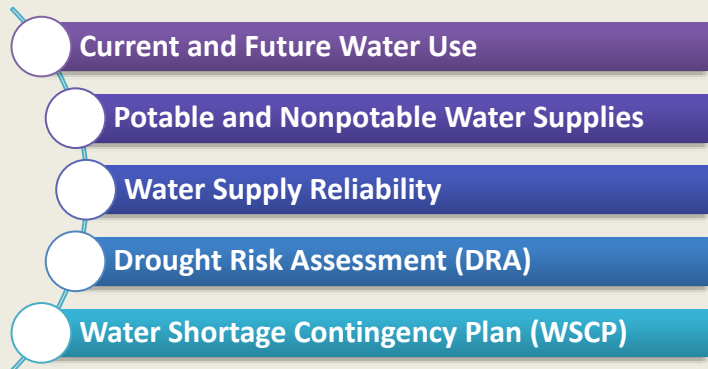 Current and Future Water Use
Potable and Nonpotable Water Supplies
Water Supply Reliability
Drought Risk Assessment (DRA)
Water Shortage Contingency Plan (WSCP)